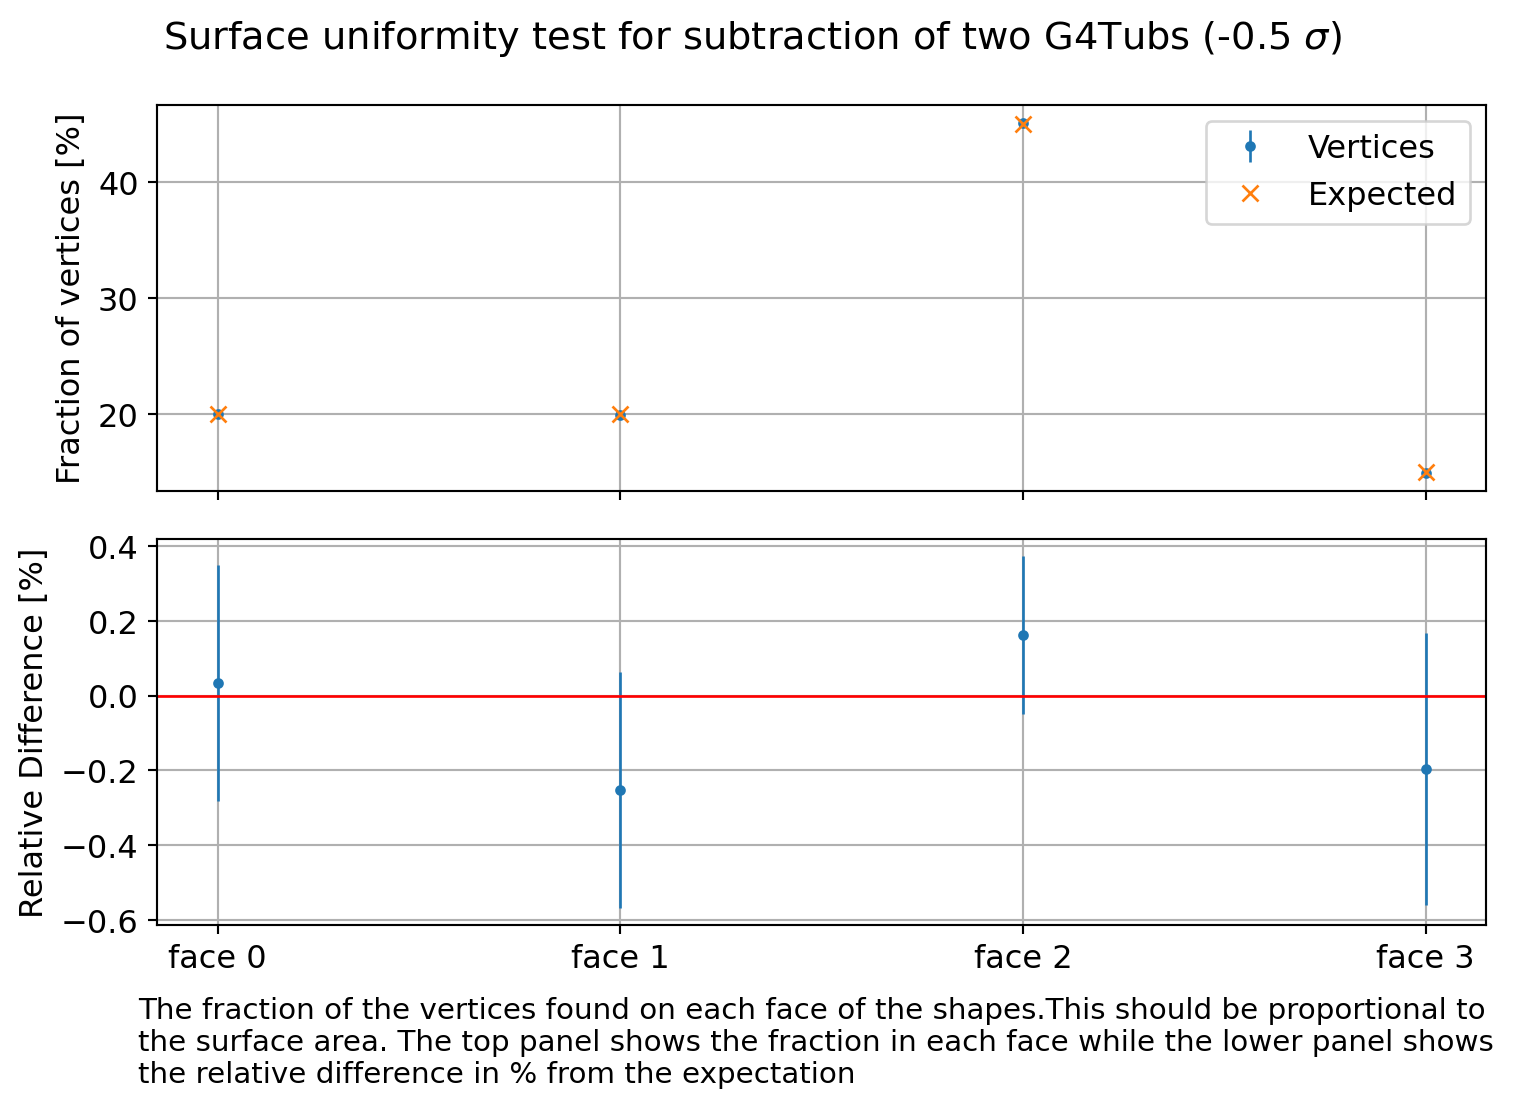 Surface uniformity test for subtraction of two G4Tubs (-0.5 σ)
Fraction of vertices [%]
40
30
20
Vertices
Expected
Relative Difference [%]
0.4
0.2
0.0
−0.2
−0.4
−0.6
face 0
face 1
face 2
face 3
The fraction of the vertices found on each face of the shapes.This should be proportional to
the surface area. The top panel shows the fraction in each face while the lower panel shows
the relative difference in % from the expectation